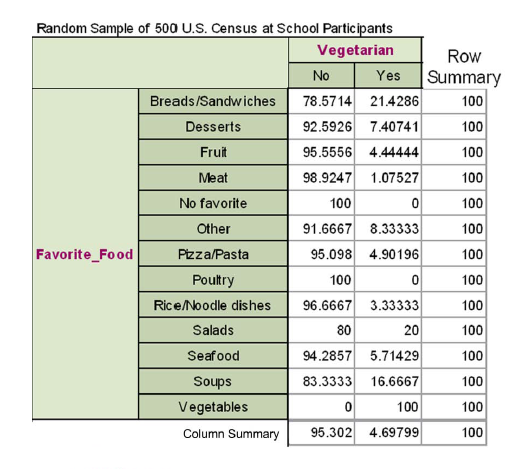 Random Sample of 500 U.S. Census at School Participants
Vegetarian Row Summary
No Yes
Breads/Sandwiches 78.5714 21.4286 100
Desserts 92.5926 7.40741 100
Fruit 95.5556 4.44444 100
Meat 98.9247 1.07527 100
No favorite 100 0 100
Other 91.6667 8.33333 100
Favorite_Food Pizza/Pasta 95.098 4.90196 100
Poultry 100 0 100
Rice/Noodle dishes 96.6667 3.33333 100
Salads 80 20 100
Seafood 94.2857 5.71429 100
Soups 83.3333 16.6667 100
Vegetables 0 100 100
Column Summary 95.302 4.69799 100